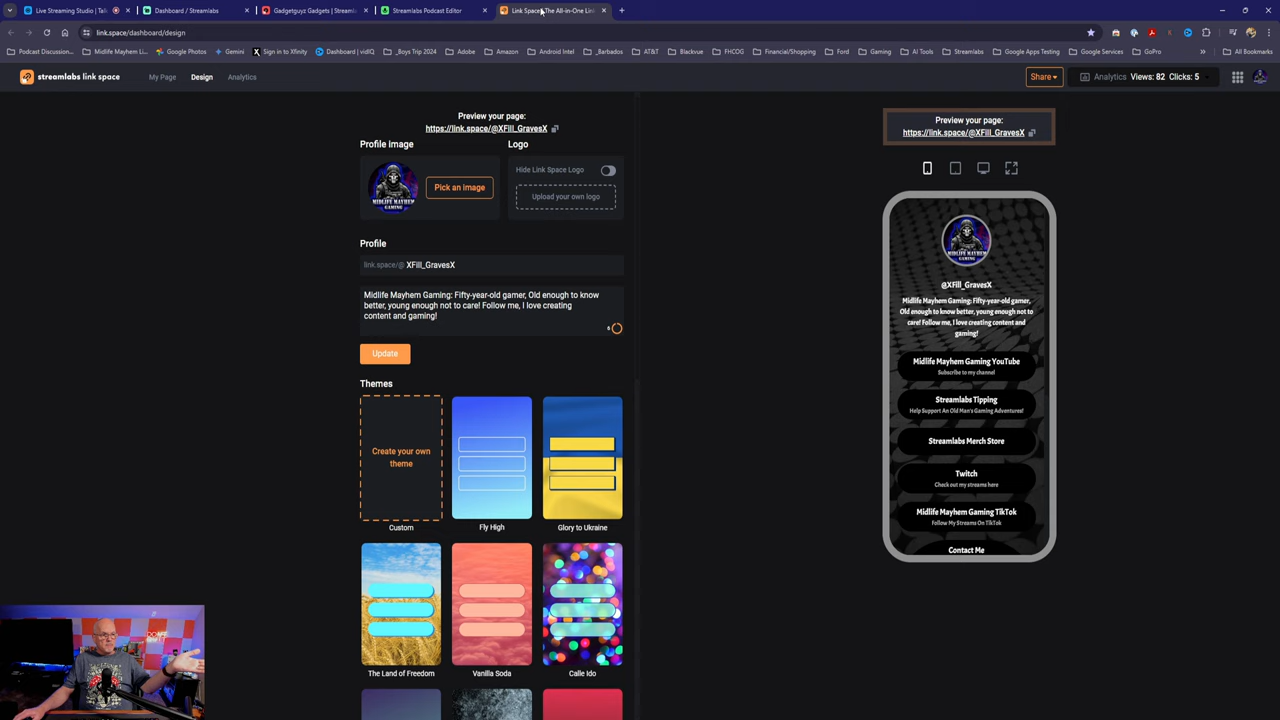 Live Streaming Studio | Talk
Dashboard / Streamlabs
Gadgetguyz Gadgets | Streaml
Streamlabs Podcast Editor
Link Space | The All-in-One Link
link.space/dashboard/design
Podcast Discussion...
Midlife Mayhem Li...
Google Photos
Gemini
Sign in to Xfinity
Dashboard | vidIQ
_Boys Trip 2024
Adobe
Amazon
Android Intel
_Barbados
AT&T
Blackvue
FHCOG
Financial/Shopping
Ford
Gaming
AI Tools
Streamlabs
Google Apps Testing
Google Services
GoPro
All Bookmarks
streamlabs link space
My Page
Design
Analytics
Share
Analytics Views: 82 Clicks: 5
Preview your page:
https://link.space/@XFill_GravesX
Profile image
Logo
MIDLIFE MAYHEM
GAMING
Pick an image
Hide Link Space Logo
Upload your own logo
Profile
link.space/@ XFill_GravesX
Midlife Mayhem Gaming: Fifty-year-old gamer, Old enough to know
better, young enough not to care! Follow me, I love creating
content and gaming!
6
Update
Themes
Create your own
theme
Custom
Fly High
Glory to Ukraine
The Land of Freedom
Vanilla Soda
Calle Ido
Preview your page:
https://link.space/@XFill_GravesX
MIDLIFE MAYHEM
GAMING
@XFill_GravesX
Midlife Mayhem Gaming: Fifty-year-old gamer,
Old enough to know better, young enough not to
care! Follow me, I love creating content and
gaming!
Midlife Mayhem Gaming YouTube
Subscribe to my channel
Streamlabs Tipping
Help Support An Old Man's Gaming Adventures!
Streamlabs Merch Store
Twitch
Check out my streams here
Midlife Mayhem Gaming TikTok
Follow My Streams On TikTok
Contact Me